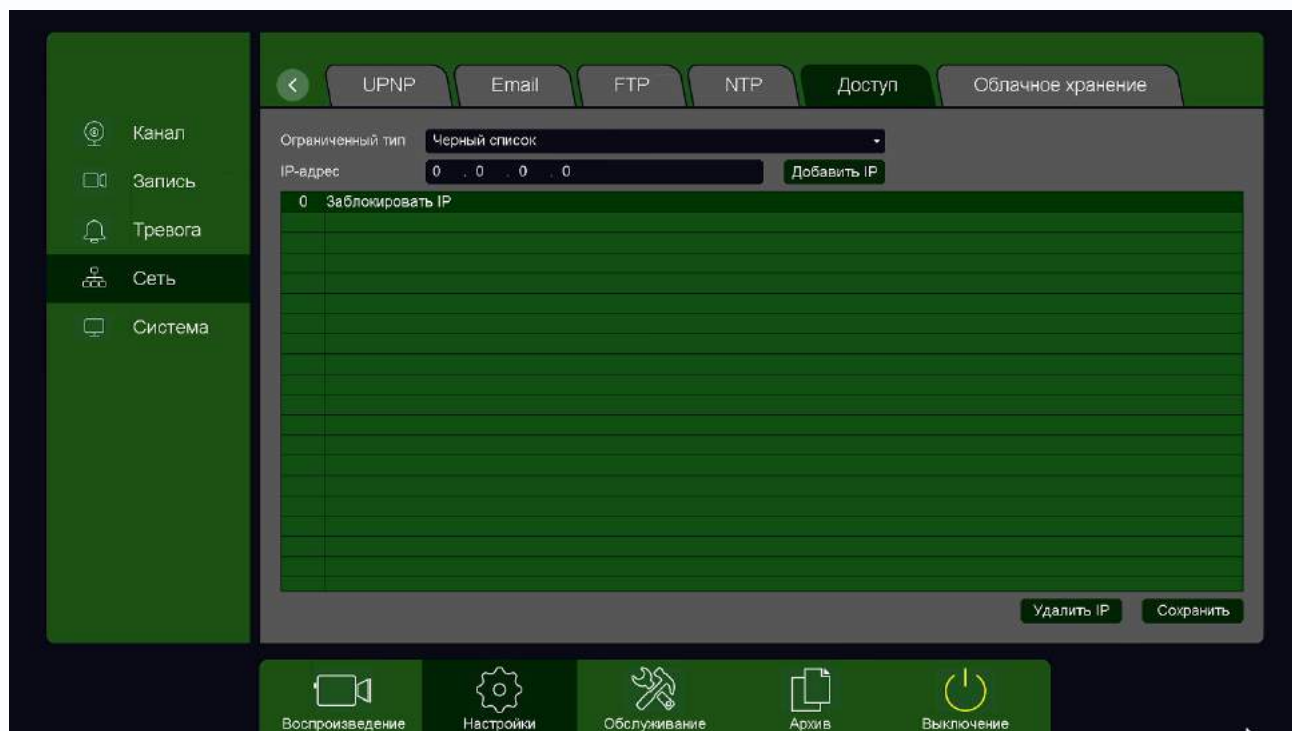 UPNP Email FTP NTP Доступ Облачное хранение
Канал
Запись
Тревога
Сеть
Система
Ограниченный тип Черный список
IP-адрес 0 . 0 . 0 . 0 Добавить IP
0 Заблокировать IP
Удалить IP Сохранить
Воспроизведение Настройки Обслуживание Архив Выключение